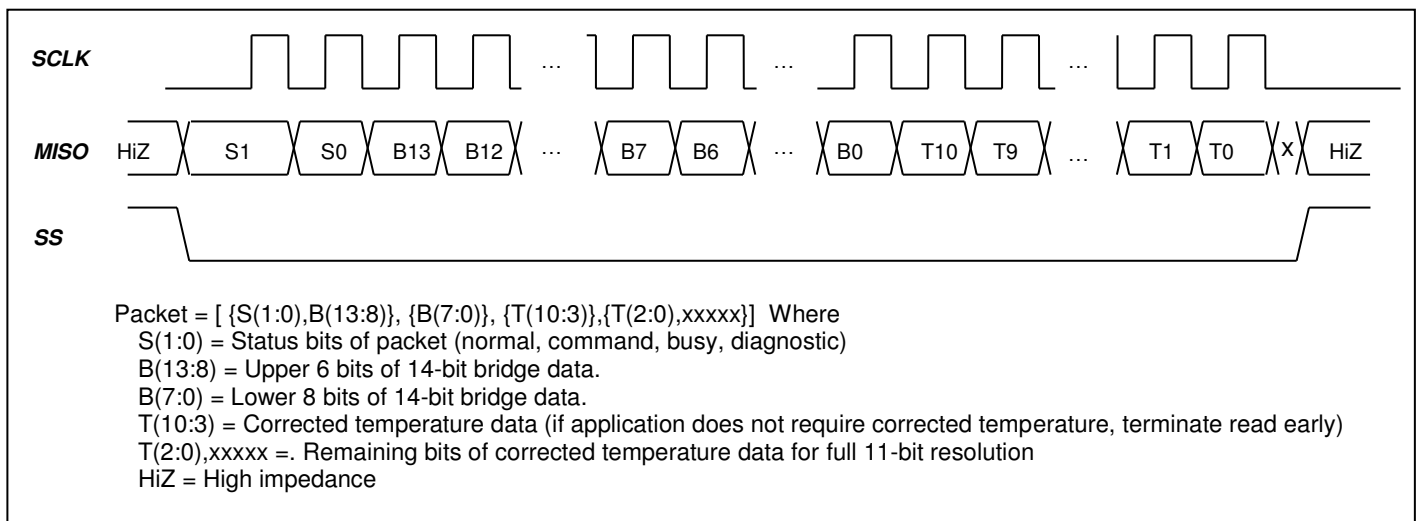 SCLK ... ... ...
MISO HiZ S1 S0 B13 B12 ... B7 B6 ... B0 T10 T9 ... T1 T0 X HiZ
SS
Packet = [ {S(1:0),B(13:8)}, {B(7:0)}, {T(10:3)},{T(2:0),xxxxx}] Where
S(1:0) = Status bits of packet (normal, command, busy, diagnostic)
B(13:8) = Upper 6 bits of 14-bit bridge data.
B(7:0) = Lower 8 bits of 14-bit bridge data.
T(10:3) = Corrected temperature data (if application does not require corrected temperature, terminate read early)
T(2:0),xxxxx =. Remaining bits of corrected temperature data for full 11-bit resolution
HiZ = High impedance